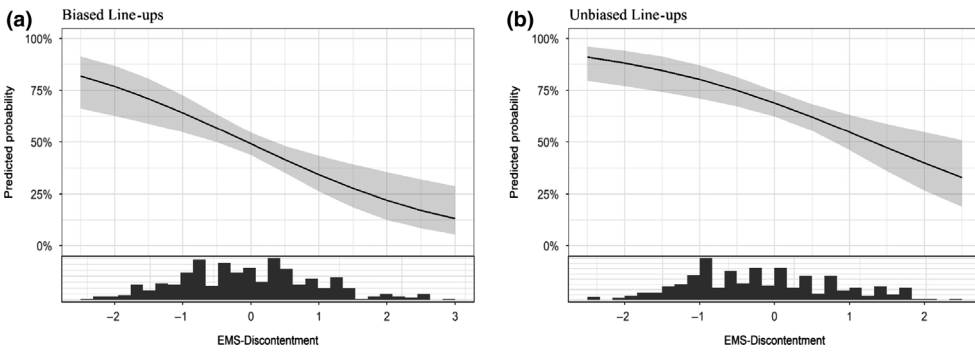 (a)
Biased Line-ups
100%
75%
50%
25%
0%
Predicted probability
−2
−1
0
1
2
3
EMS-Discontentment
(b)
Unbiased Line-ups
100%
75%
50%
25%
0%
Predicted probability
−2
−1
0
1
2
EMS-Discontentment